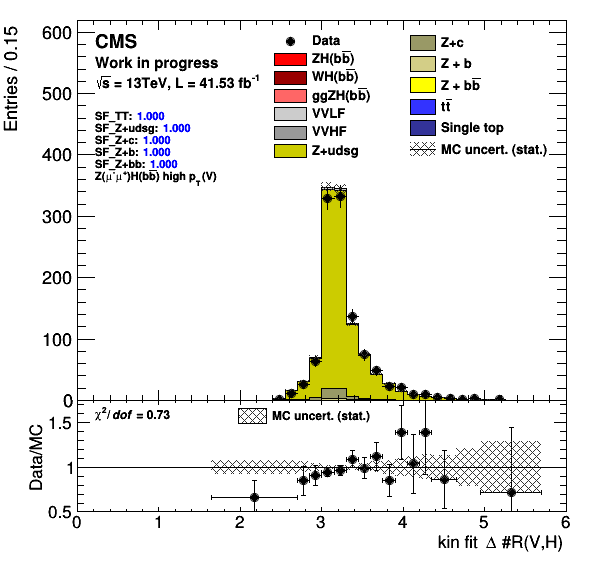 CMS
Work in progress
√s = 13TeV, L = 41.53 fb⁻¹
SF_TT: 1.000
SF_Z+udsg: 1.000
SF_Z+c: 1.000
SF_Z+b: 1.000
SF_Z+bb: 1.000
Z(μ⁻μ⁺)H(bb̅) high p_T(V)
Data
ZH(bb̅)
WH(bb̅)
ggZH(bb̅)
VVLF
VVHF
Z+udsg
Z+c
Z + b
Z + bb̅
tt̅
Single top
MC uncert. (stat.)
Entries / 0.15
600
500
400
300
200
100
0
χ²/dof = 0.73
MC uncert. (stat.)
Data/MC
1.5
1
0.5
0 1 2 3 4 5 6
kin fit Δ #R(V,H)